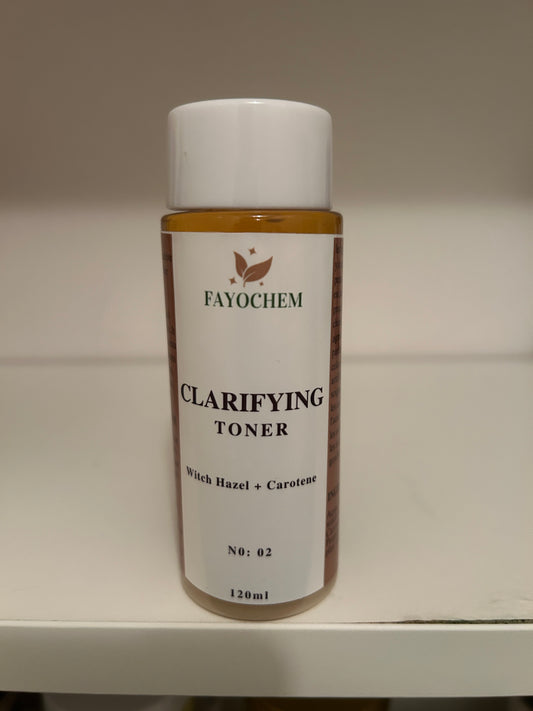 FAYOCHEM
CLARIFYING
TONER
Witch Hazel + Carotene
N0: 02
120ml